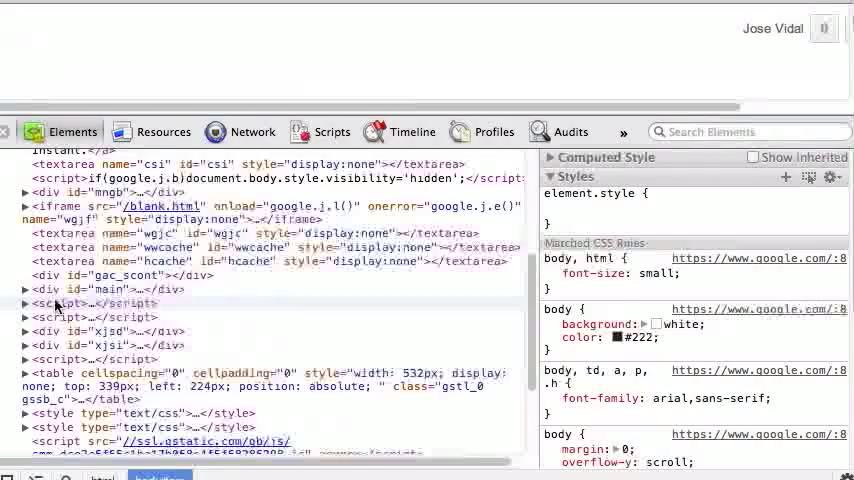 Jose Vidal
Elements Resources Network Scripts Timeline Profiles Audits » Search Elements
instant.</a>
<textarea name="csi" id="csi" style="display:none"></textarea>
<script>if(google.j.b)document.body.style.visibility='hidden';</script>
▶<div id="mngb">…</div>
▶<iframe src="/blank.html" onload="google.j.l()" onerror="google.j.e()"
name="wgjf" style="display:none">…</iframe>
<textarea name="wgjc" id="wgjc" style="display:none"></textarea>
<textarea name="wwcache" id="wwcache" style="display:none"></textarea>
<textarea name="hcache" id="hcache" style="display:none"></textarea>
<div id="gac_scont"></div>
▶<div id="main">…</div>
▶<script>…</script>
▶<script>…</script>
▶<div id="xjsd">…</div>
▶<div id="xjsi">…</div>
▶<script>…</script>
▶<table cellspacing="0" cellpadding="0" style="width: 532px; display:
none; top: 339px; left: 224px; position: absolute; " class="gstl_0
gssb_c">…</table>
▶<style type="text/css">…</style>
▶<style type="text/css">…</style>
<script src="//ssl.gstatic.com/gb/js/
html
▶ Computed Style Show Inherited
▼ Styles
element.style {
}
Matched CSS Rules
body, html { https://www.google.com/:8
font-size: small;
}
body { https://www.google.com/:8
background:▶ white;
color: #222;
}
body, td, a, p, https://www.google.com/:8
.h {
font-family: arial,sans-serif;
}
body { https://www.google.com/:8
margin:▶0;
overflow-y: scroll;